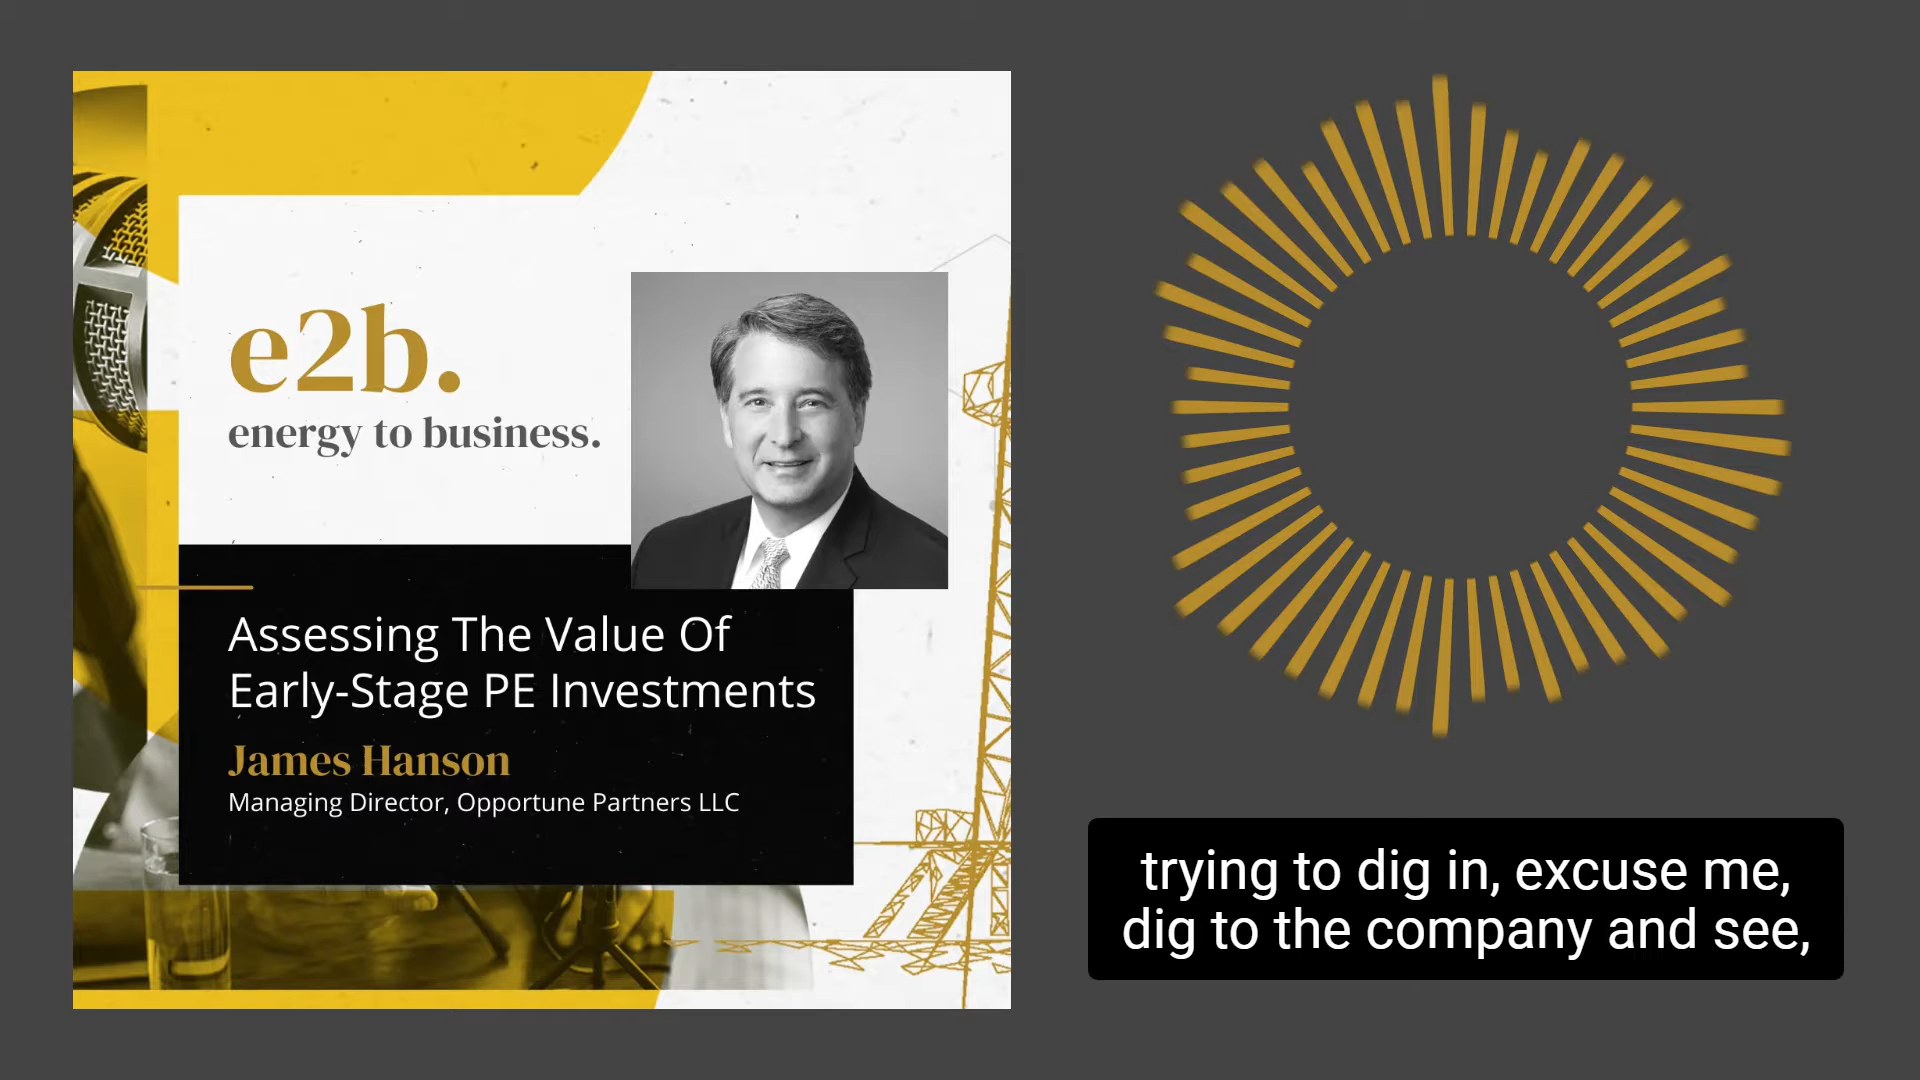 e2b.
energy to business.
Assessing The Value Of
Early-Stage PE Investments
James Hanson
Managing Director, Opportune Partners LLC
trying to dig in, excuse me,
dig to the company and see,